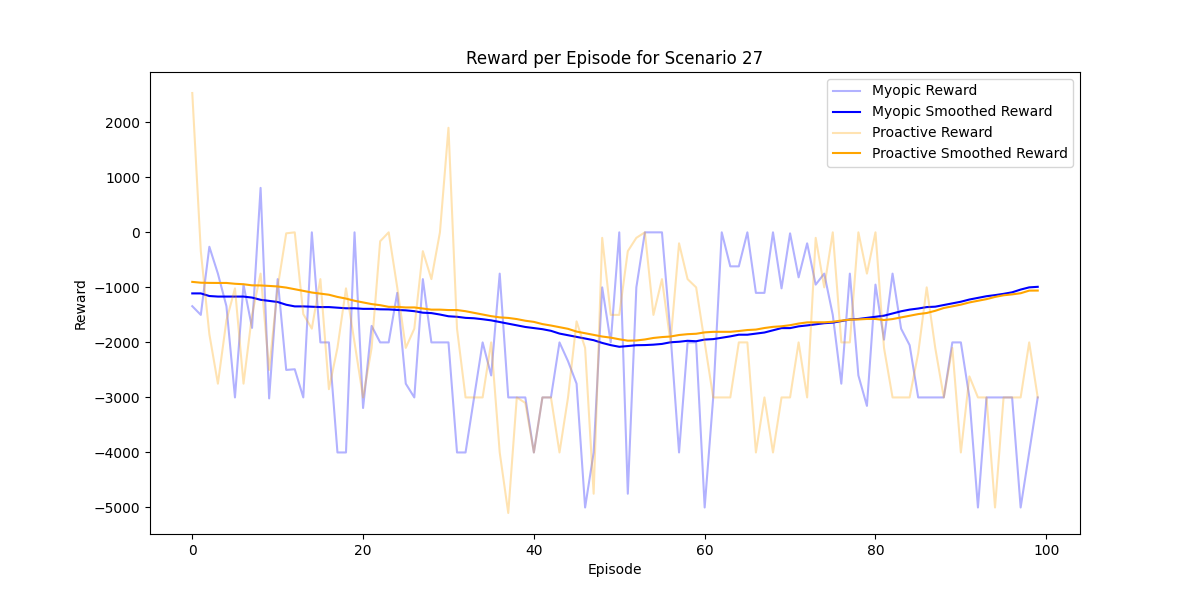 Reward per Episode for Scenario 27
Myopic Reward
Myopic Smoothed Reward
Proactive Reward
Proactive Smoothed Reward
Reward
2000
1000
0
−1000
−2000
−3000
−4000
−5000
0 20 40 60 80 100
Episode